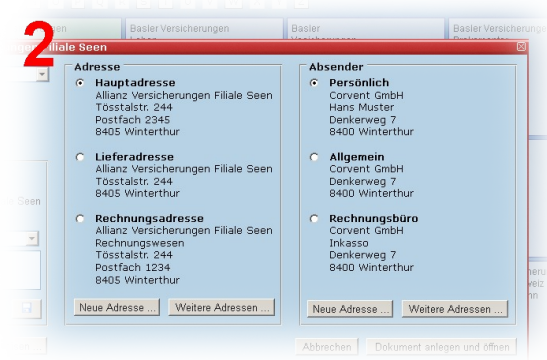 Basler Versicherungen
Basler
Basler Versicherunge
2
iliale Seen
Adresse
Hauptadresse
Allianz Versicherungen Filiale Seen
Tösstalstr. 244
Postfach 2345
8405 Winterthur
Lieferadresse
Allianz Versicherungen Filiale Seen
Tösstalstr. 244
8405 Winterthur
Rechnungsadresse
Allianz Versicherungen Filiale Seen
Rechnungswesen
Tösstalstr. 244
Postfach 1234
8405 Winterthur
Neue Adresse ...
Weitere Adressen ...
Absender
Persönlich
Corvent GmbH
Hans Muster
Denkerweg 7
8400 Winterthur
Allgemein
Corvent GmbH
Denkerweg 7
8400 Winterthur
Rechnungsbüro
Corvent GmbH
Inkasso
Denkerweg 7
8400 Winterthur
Neue Adresse ...
Weitere Adressen ...
Seen
Abbrechen
Dokument anlegen und öffnen